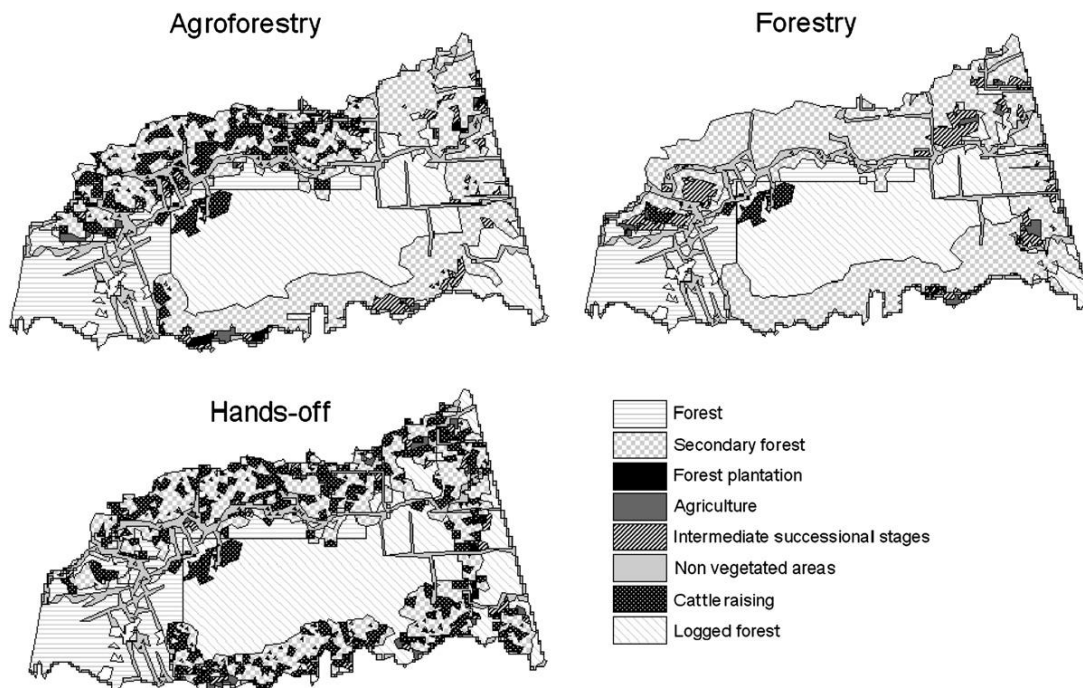 Agroforestry
Forestry
Hands-off
Forest
Secondary forest
Forest plantation
Agriculture
Intermediate successional stages
Non vegetated areas
Cattle raising
Logged forest